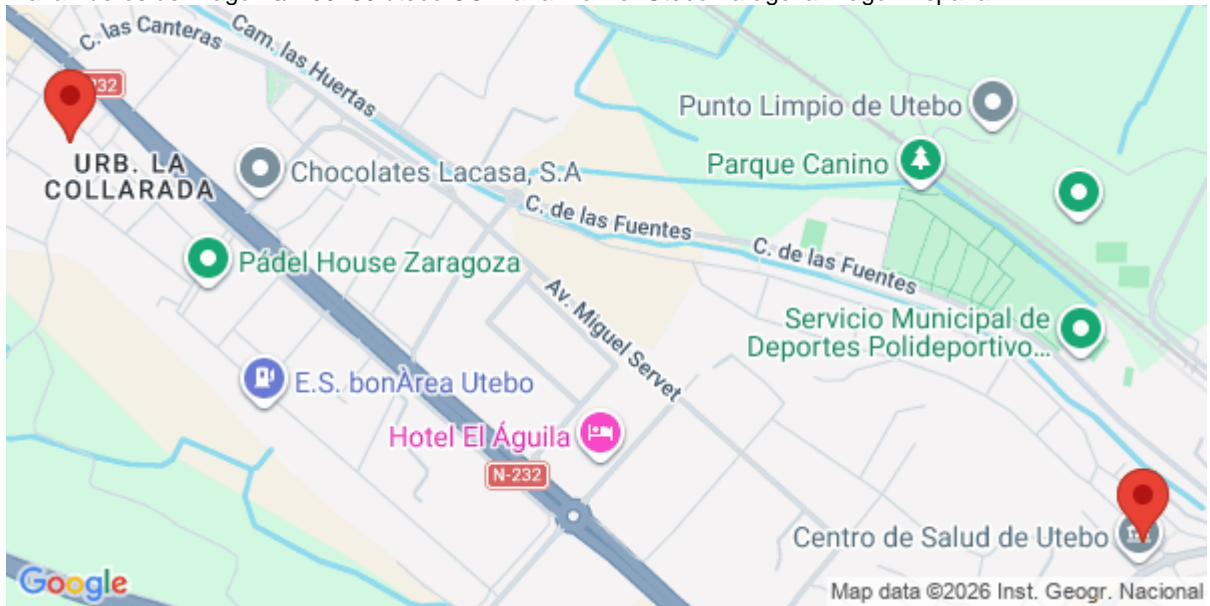 C. las Canteras
Cam. las Huertas
232
URB. LA
COLLARADA
Chocolates Lacasa, S.A
Punto Limpio de Utebo
Parque Canino
C. de las Fuentes
C. de las Fuentes
Pádel House Zaragoza
Av. Miguel Servet
Servicio Municipal de
Deportes Polideportivo...
E.S. bonÀrea Utebo
Hotel El Águila
N-232
Centro de Salud de Utebo
Google
Map data ©2026 Inst. Geogr. Nacional